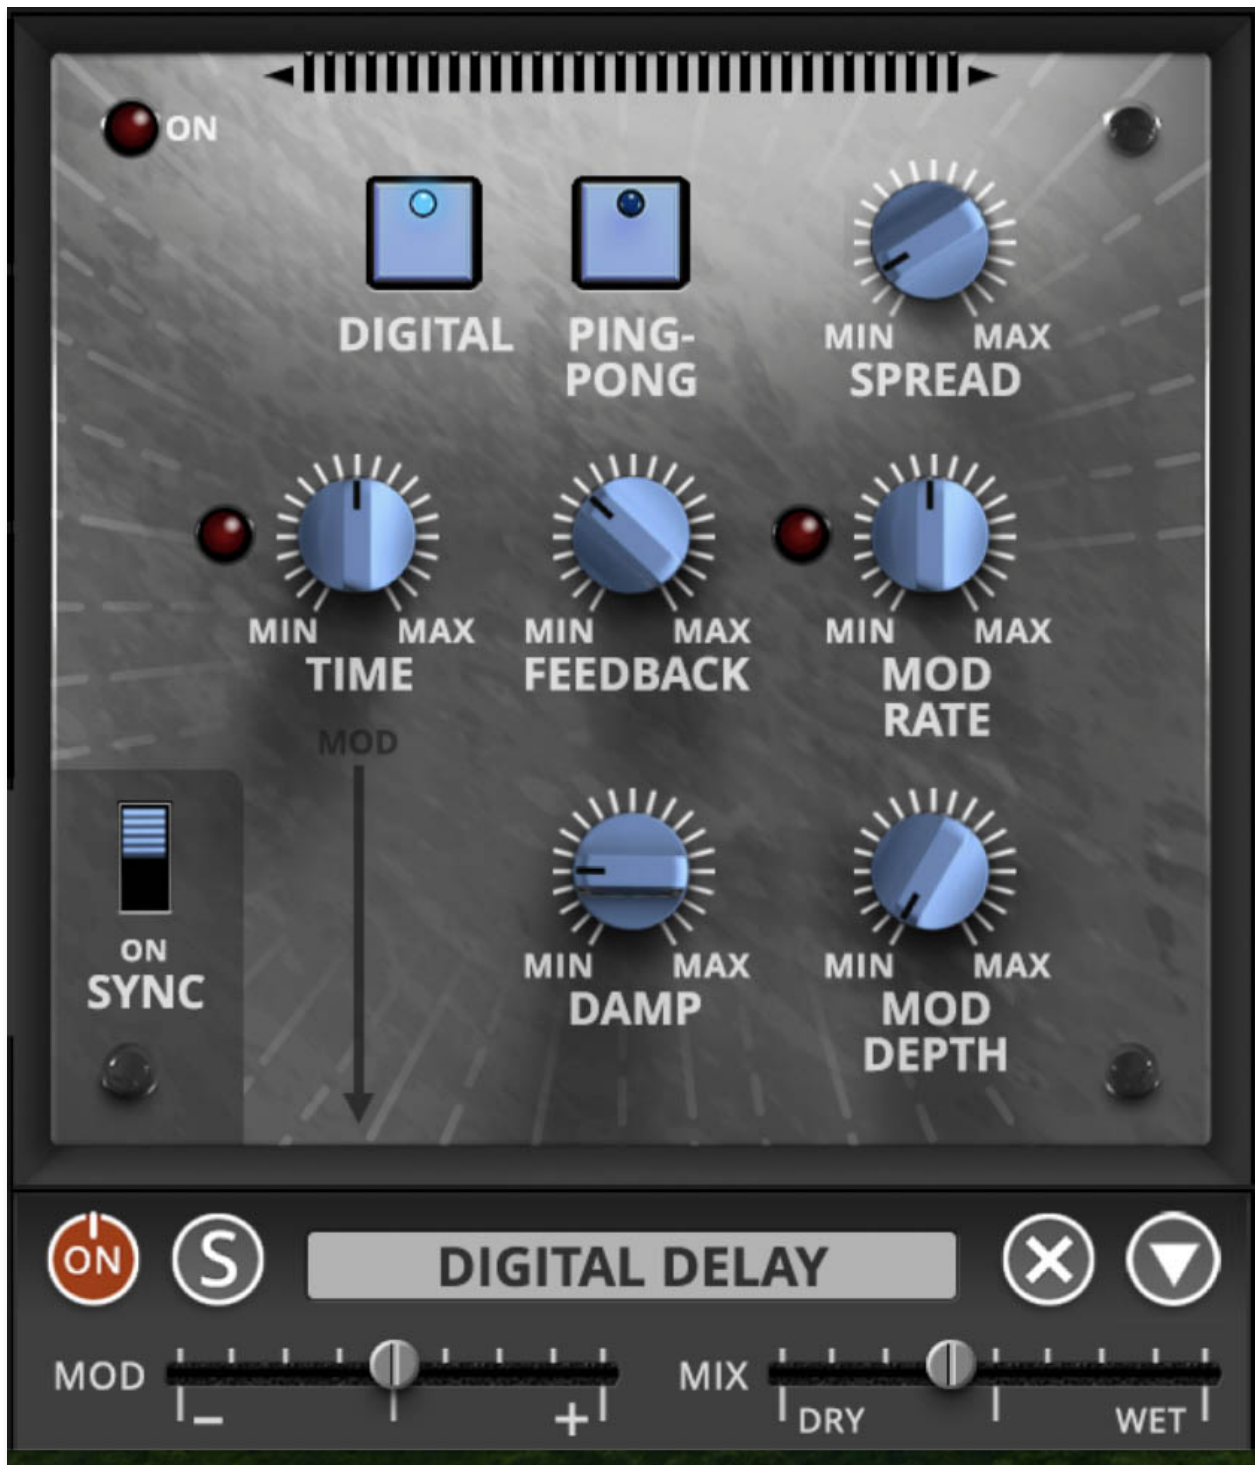 ON
DIGITAL
PING-
PONG
MIN MAX
SPREAD
MIN MAX
TIME
MIN MAX
FEEDBACK
MIN MAX
MOD
RATE
MOD
ON
SYNC
MIN MAX
DAMP
MIN MAX
MOD
DEPTH
ON
S
DIGITAL DELAY
MOD
− +
MIX
DRY WET